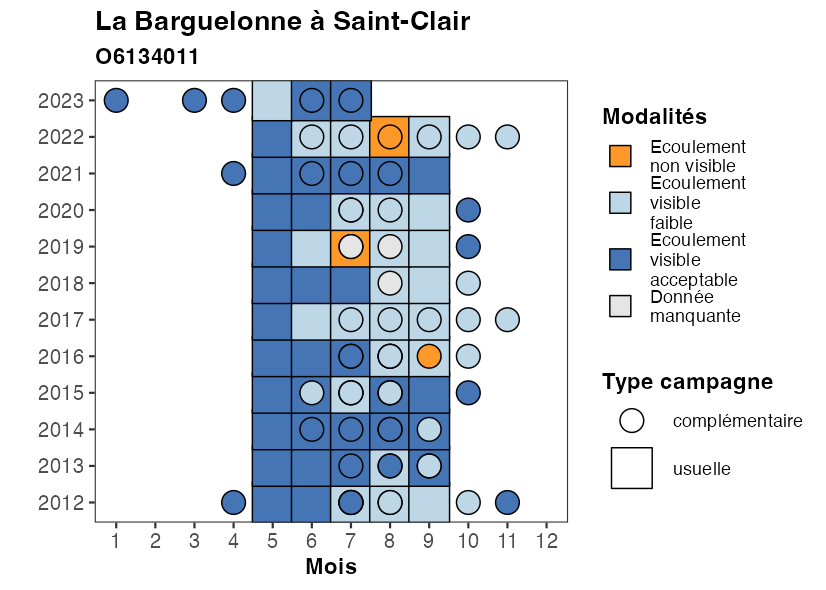 La Barguelonne à Saint-Clair
O6134011
2023
2022
2021
2020
2019
2018
2017
2016
2015
2014
2013
2012
1 2 3 4 5 6 7 8 9 10 11 12
Mois
Modalités
Ecoulement
non visible
Ecoulement
visible
faible
Ecoulement
visible
acceptable
Donnée
manquante
Type campagne
complémentaire
usuelle